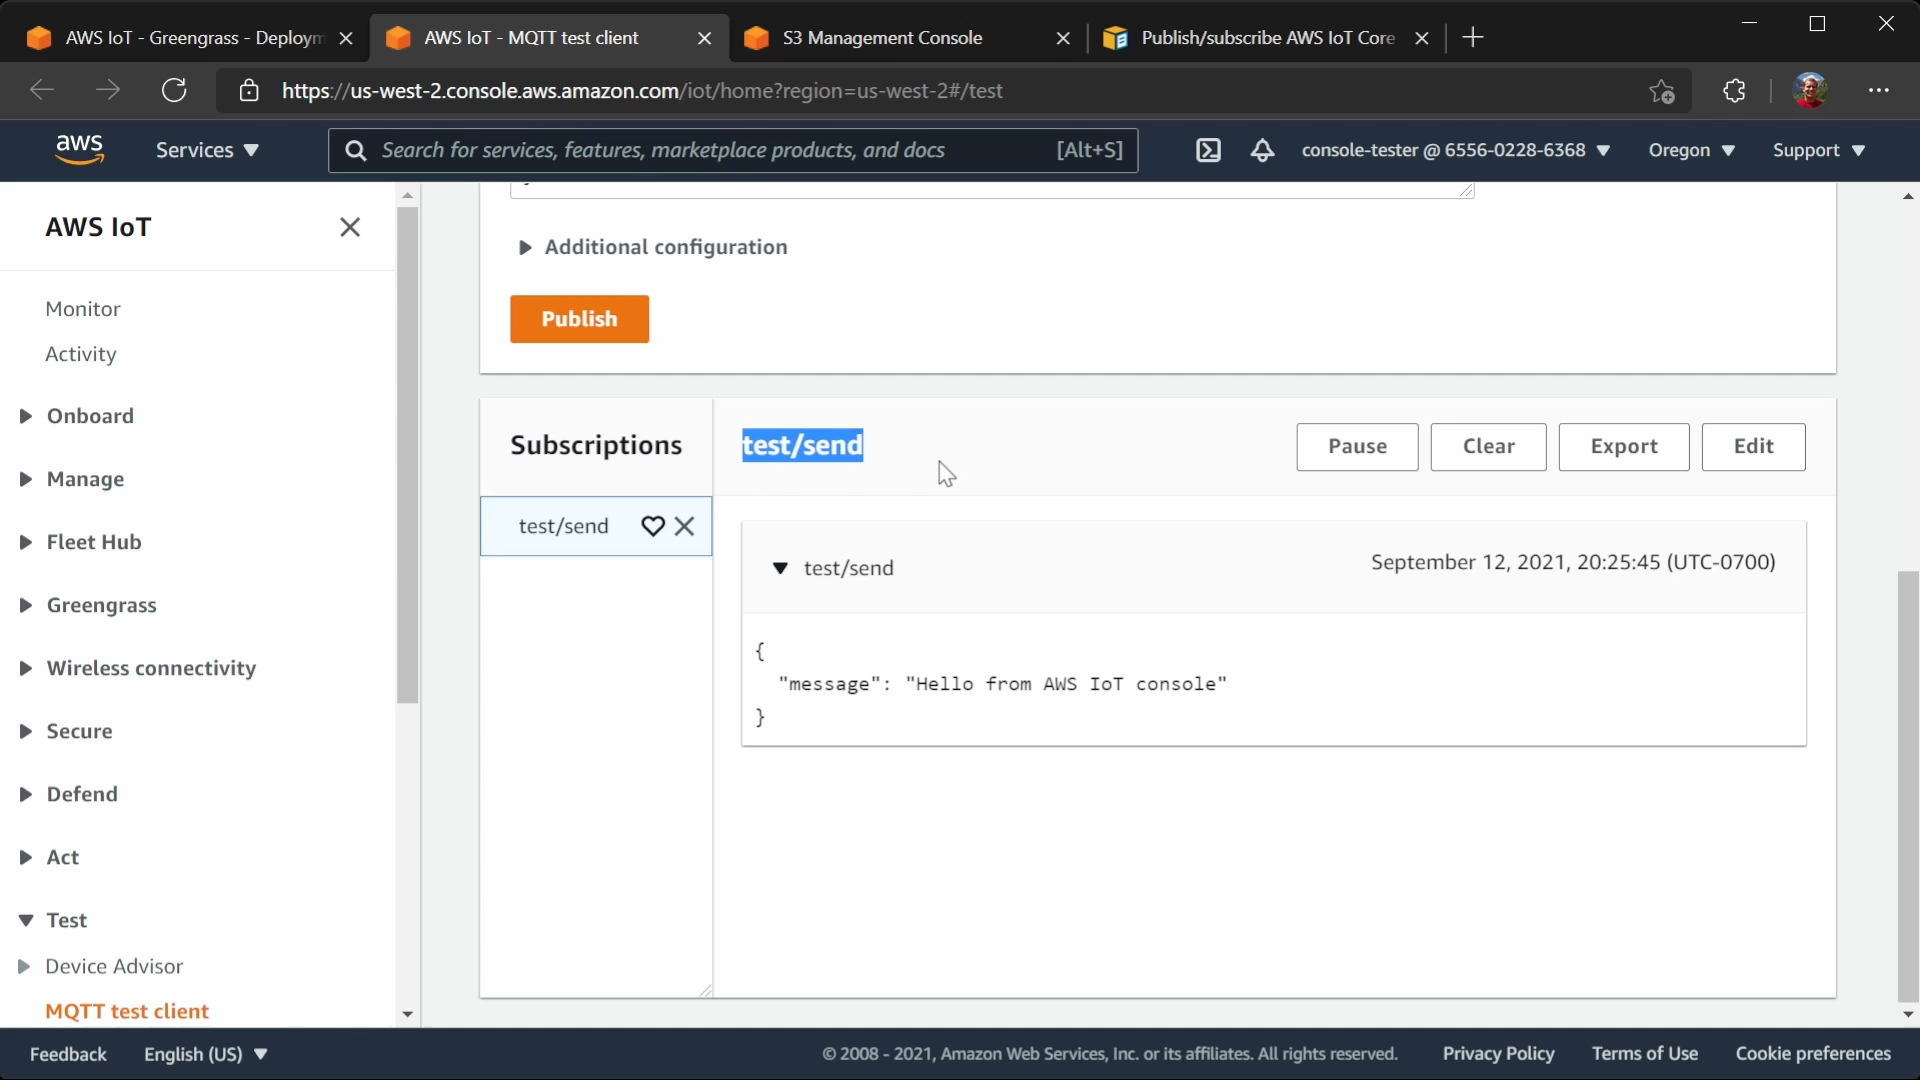 AWS IoT - Greengrass - Deploym
AWS IoT - MQTT test client
S3 Management Console
Publish/subscribe AWS IoT Core
https://us-west-2.console.aws.amazon.com/iot/home?region=us-west-2#/test
aws
Services
Search for services, features, marketplace products, and docs [Alt+S]
console-tester @ 6556-0228-6368
Oregon
Support
AWS IoT
Monitor
Activity
Onboard
Manage
Fleet Hub
Greengrass
Wireless connectivity
Secure
Defend
Act
Test
Device Advisor
MQTT test client
Additional configuration
Publish
Subscriptions
test/send
test/send
Pause
Clear
Export
Edit
test/send
September 12, 2021, 20:25:45 (UTC-0700)
{
"message": "Hello from AWS IoT console"
}
Feedback
English (US)
© 2008 - 2021, Amazon Web Services, Inc. or its affiliates. All rights reserved.
Privacy Policy
Terms of Use
Cookie preferences